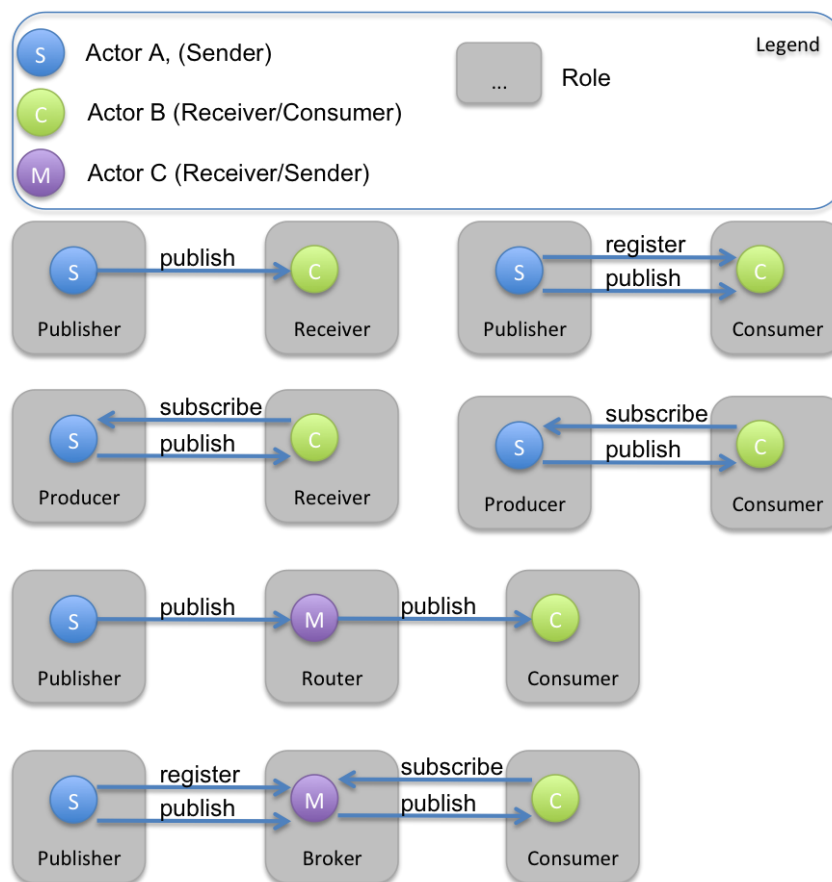 Legend
S Actor A, (Sender)
... Role
C Actor B (Receiver/Consumer)
M Actor C (Receiver/Sender)
S publish C
Publisher Receiver
S register publish C
Publisher Consumer
S subscribe publish C
Producer Receiver
S subscribe publish C
Producer Consumer
S publish M publish C
Publisher Router Consumer
S register publish M subscribe publish C
Publisher Broker Consumer